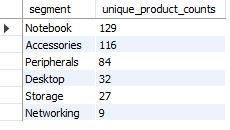 segment unique_product_counts
Notebook 129
Accessories 116
Peripherals 84
Desktop 32
Storage 27
Networking 9